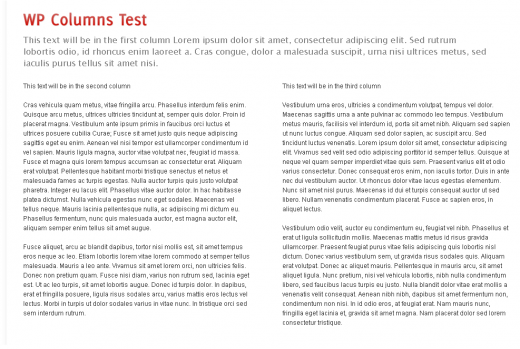 WP Columns Test
This text will be in the first column Lorem ipsum dolor sit amet, consectetur adipiscing elit. Sed rutrum
lobortis odio, id rhoncus enim laoreet a. Cras congue, dolor a malesuada suscipit, urna nisi ultrices metus, sed
iaculis purus tellus sit amet nisi.
This text will be in the second column
Cras vehicula quam metus, vitae fringilla arcu. Phasellus interdum felis enim.
Quisque arcu metus, ultrices ultricies tincidunt at, semper quis dolor. Proin id
placerat magna. Vestibulum ante ipsum primis in faucibus orci luctus et
ultrices posuere cubilia Curae; Fusce sit amet justo quis neque adipiscing
sagittis eget eu enim. Aenean vel nisi tempor est ullamcorper condimentum id
vel sapien. Mauris ligula magna, auctor vitae volutpat nec, feugiat id massa.
Fusce et magna quis lorem tempus accumsan ac consectetur erat. Aliquam
erat volutpat. Pellentesque habitant morbi tristique senectus et netus et
malesuada fames ac turpis egestas. Nulla auctor turpis quis justo volutpat
pharetra. Integer eu lacus elit. Phasellus vitae auctor dolor. In hac habitasse
platea dictumst. Nulla vehicula egestas nunc eget sodales. Maecenas vel
tellus neque. Mauris lacinia pellentesque nulla, ac adipiscing mi dictum eu.
Phasellus fermentum, nunc quis malesuada auctor, est magna auctor elit,
aliquam semper enim tellus sit amet augue.
Fusce aliquet, arcu ac blandit dapibus, tortor nisi mollis est, sit amet tempus
eros neque ac leo. Etiam lobortis lorem vitae lorem commodo at semper tellus
malesuada. Mauris a leo ante. Vivamus sit amet lorem orci, non ultricies felis.
Donec non pretium quam. Fusce nisi diam, varius non rutrum sed, lacinia eget
est. Ut ac leo turpis, sit amet lobortis augue. Donec id turpis dolor. In dapibus,
erat et fringilla posuere, ligula risus sodales arcu, varius mattis eros lectus vel
lectus. Morbi in turpis ut dolor sodales varius in vitae nunc. In tristique orci sed
sem interdum rutrum.
This text will be in the third column
Vestibulum urna eros, ultricies a condimentum volutpat, tempus vel dolor.
Maecenas sagittis urna a ante pulvinar ac commodo leo tempus. Vestibulum
metus mauris, facilisis vel interdum id, porta sit amet nibh. Aliquam sed sapien
ut nunc luctus congue. Aliquam sed dolor sapien, ac suscipit arcu. Sed
tincidunt luctus venenatis. Lorem ipsum dolor sit amet, consectetur adipiscing
elit. Vivamus sed velit sed odio adipiscing porttitor id semper tellus. Quisque at
neque vel quam semper imperdiet vitae quis sem. Praesent varius elit et odio
varius consectetur. Donec consequat eros enim, non iaculis tortor. Duis in ante
nec dui vestibulum auctor. Ut rhoncus dolor vitae lacus egestas elementum.
Nunc sit amet nisl purus. Maecenas id dui et turpis consequat auctor ut sed
libero. Nullam venenatis condimentum placerat. Fusce ac sapien eros, in
aliquet lectus.
Vestibulum odio velit, auctor eu condimentum eu, feugiat vel nibh. Phasellus et
erat ut ligula sollicitudin mollis. Maecenas mattis metus id risus gravida
ullamcorper. Praesent feugiat purus vitae felis adipiscing quis lobortis nisl
dictum. Donec varius vestibulum sem, ut gravida risus sodales quis. Aliquam
erat volutpat. Donec ac aliquet mauris. Pellentesque in mauris arcu, sit amet
aliquet ligula. Nunc pretium, nisi vel vehicula lobortis, nibh nulla condimentum
libero, sed faucibus lacus turpis eu justo. Nulla blandit dolor vitae erat mollis a
venenatis velit consequat. Aenean nibh nibh, dapibus sit amet fermentum non,
condimentum non nisi. In id odio eros, at feugiat erat. Nam mauris nunc,
fringilla eget lacinia et, gravida sit amet magna. Nam placerat dolor sed lorem
consectetur tristique.